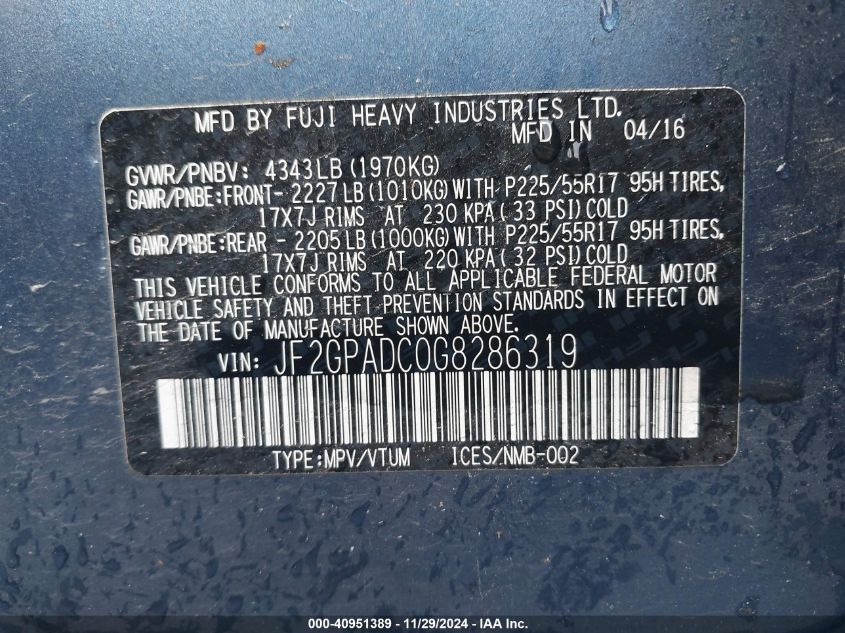 MFD BY FUJI HEAVY INDUSTRIES LTD.
MFD IN 04/16
GVWR/PNBV: 4343LB (1970KG)
GAWR/PNBE:FRONT- 2227LB(1010KG)WITH P225/55R17 95H TIRES,
17X7J RIMS AT 230 KPA(33 PSI)COLD
GAWR/PNBE:REAR - 2205LB(1000KG)WITH P225/55R17 95H TIRES,
17X7J RIMS AT 220 KPA(32 PSI)COLD
THIS VEHICLE CONFORMS TO ALL APPLICABLE FEDERAL MOTOR
VEHICLE SAFETY AND THEFT PREVENTION STANDARDS IN EFFECT ON
THE DATE OF MANUFACTURE SHOWN ABOVE.
VIN: JF2GPADC0G8286319
TYPE:MPV/VTUM ICES/NMB-002
000-40951389 - 11/29/2024 - IAA Inc.